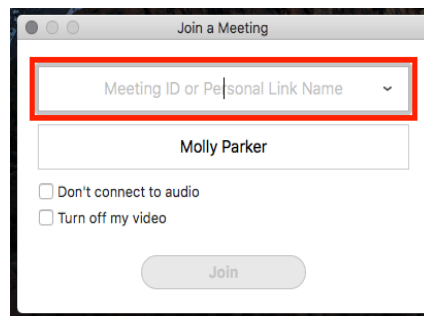 Join a Meeting
Meeting ID or Personal Link Name
Molly Parker
Don't connect to audio
Turn off my video
Join